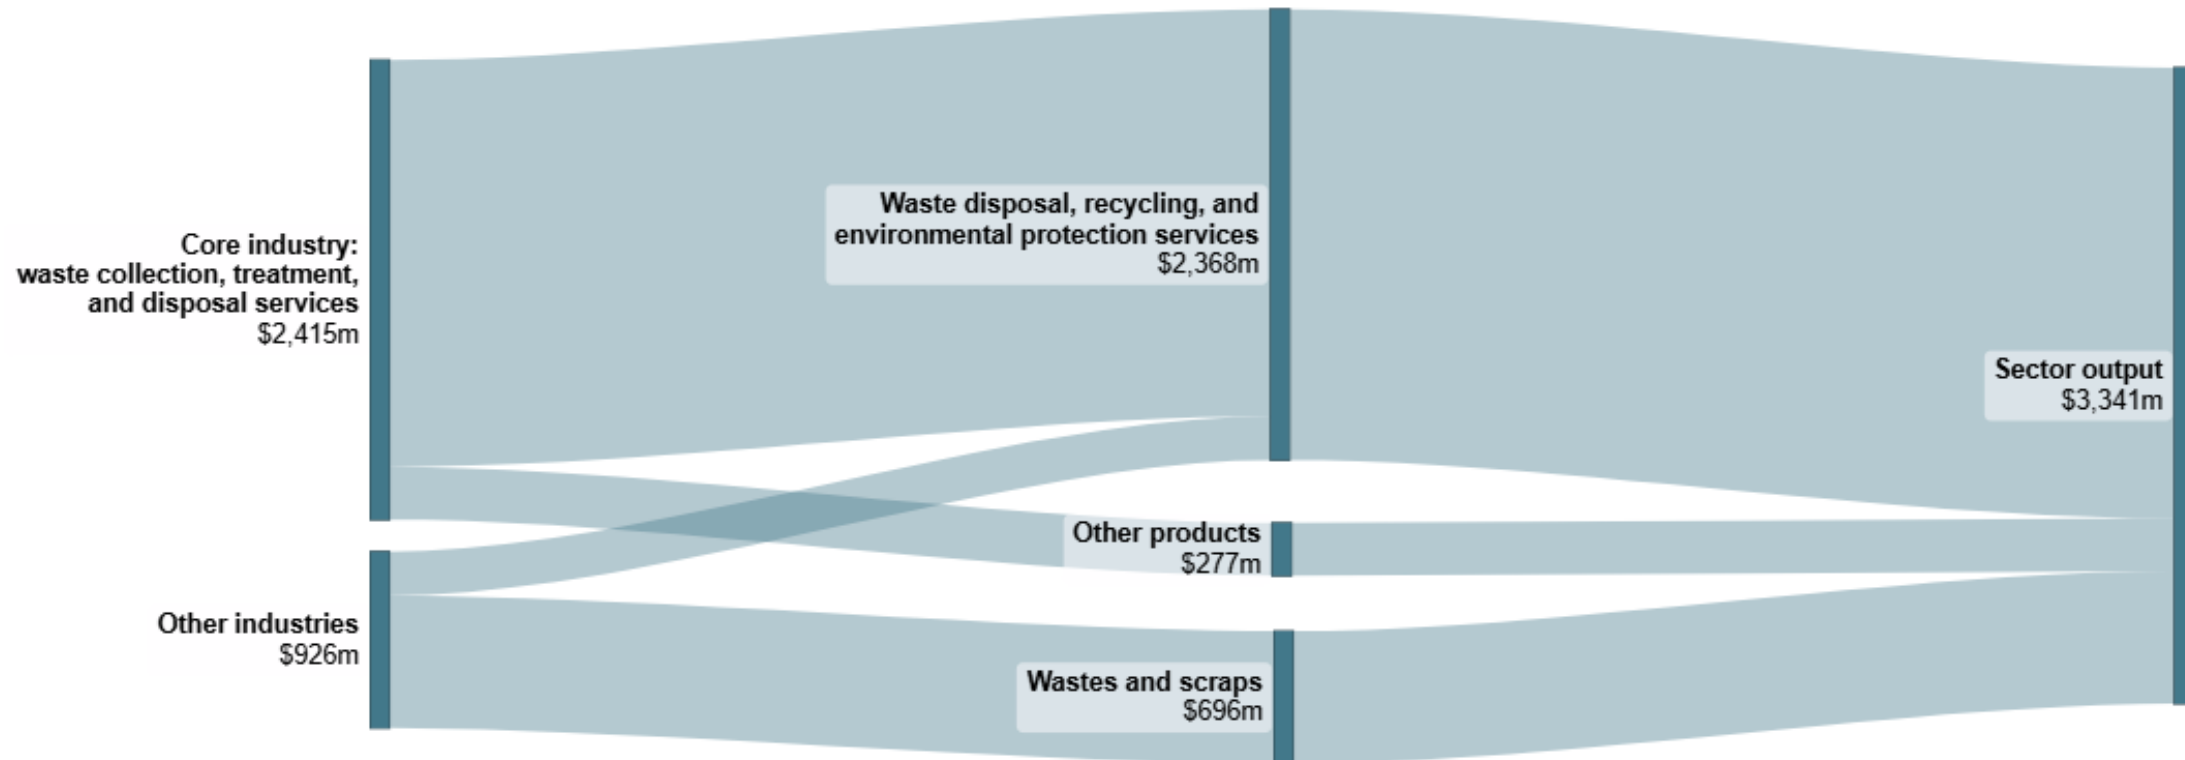 Core industry:
waste collection, treatment,
and disposal services
$2,415m
Other industries
$926m
Waste disposal, recycling, and
environmental protection services
$2,368m
Other products
$277m
Wastes and scraps
$696m
Sector output
$3,341m